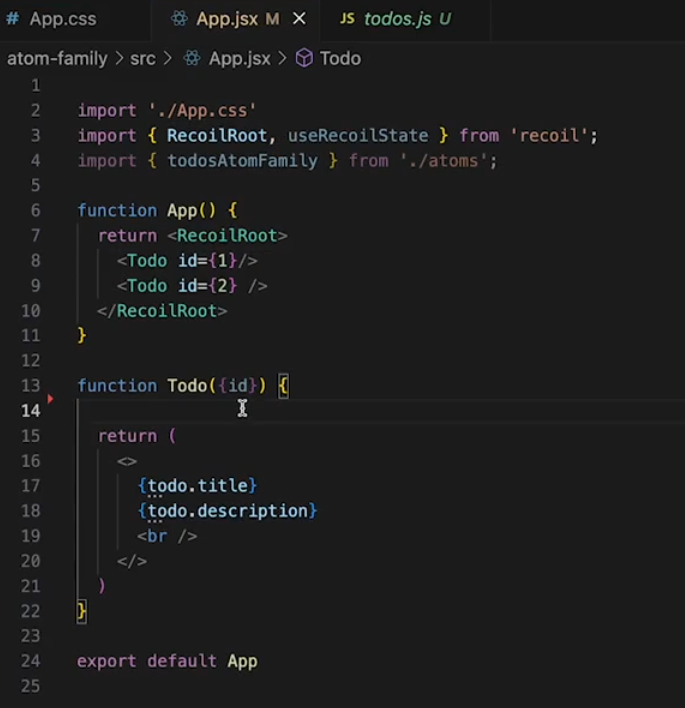 # App.css
App.jsx M ×
JS todos.js U
atom-family > src > App.jsx > Todo
1
2 import './App.css'
3 import { RecoilRoot, useRecoilState } from 'recoil';
4 import { todosAtomFamily } from './atoms';
5
6 function App() {
7 return <RecoilRoot>
8 <Todo id={1}/>
9 <Todo id={2} />
10 </RecoilRoot>
11 }
12
13 function Todo({id}) {
14
15 return (
16 <>
17 {todo.title}
18 {todo.description}
19 <br />
20 </>
21 )
22 }
23
24 export default App
25